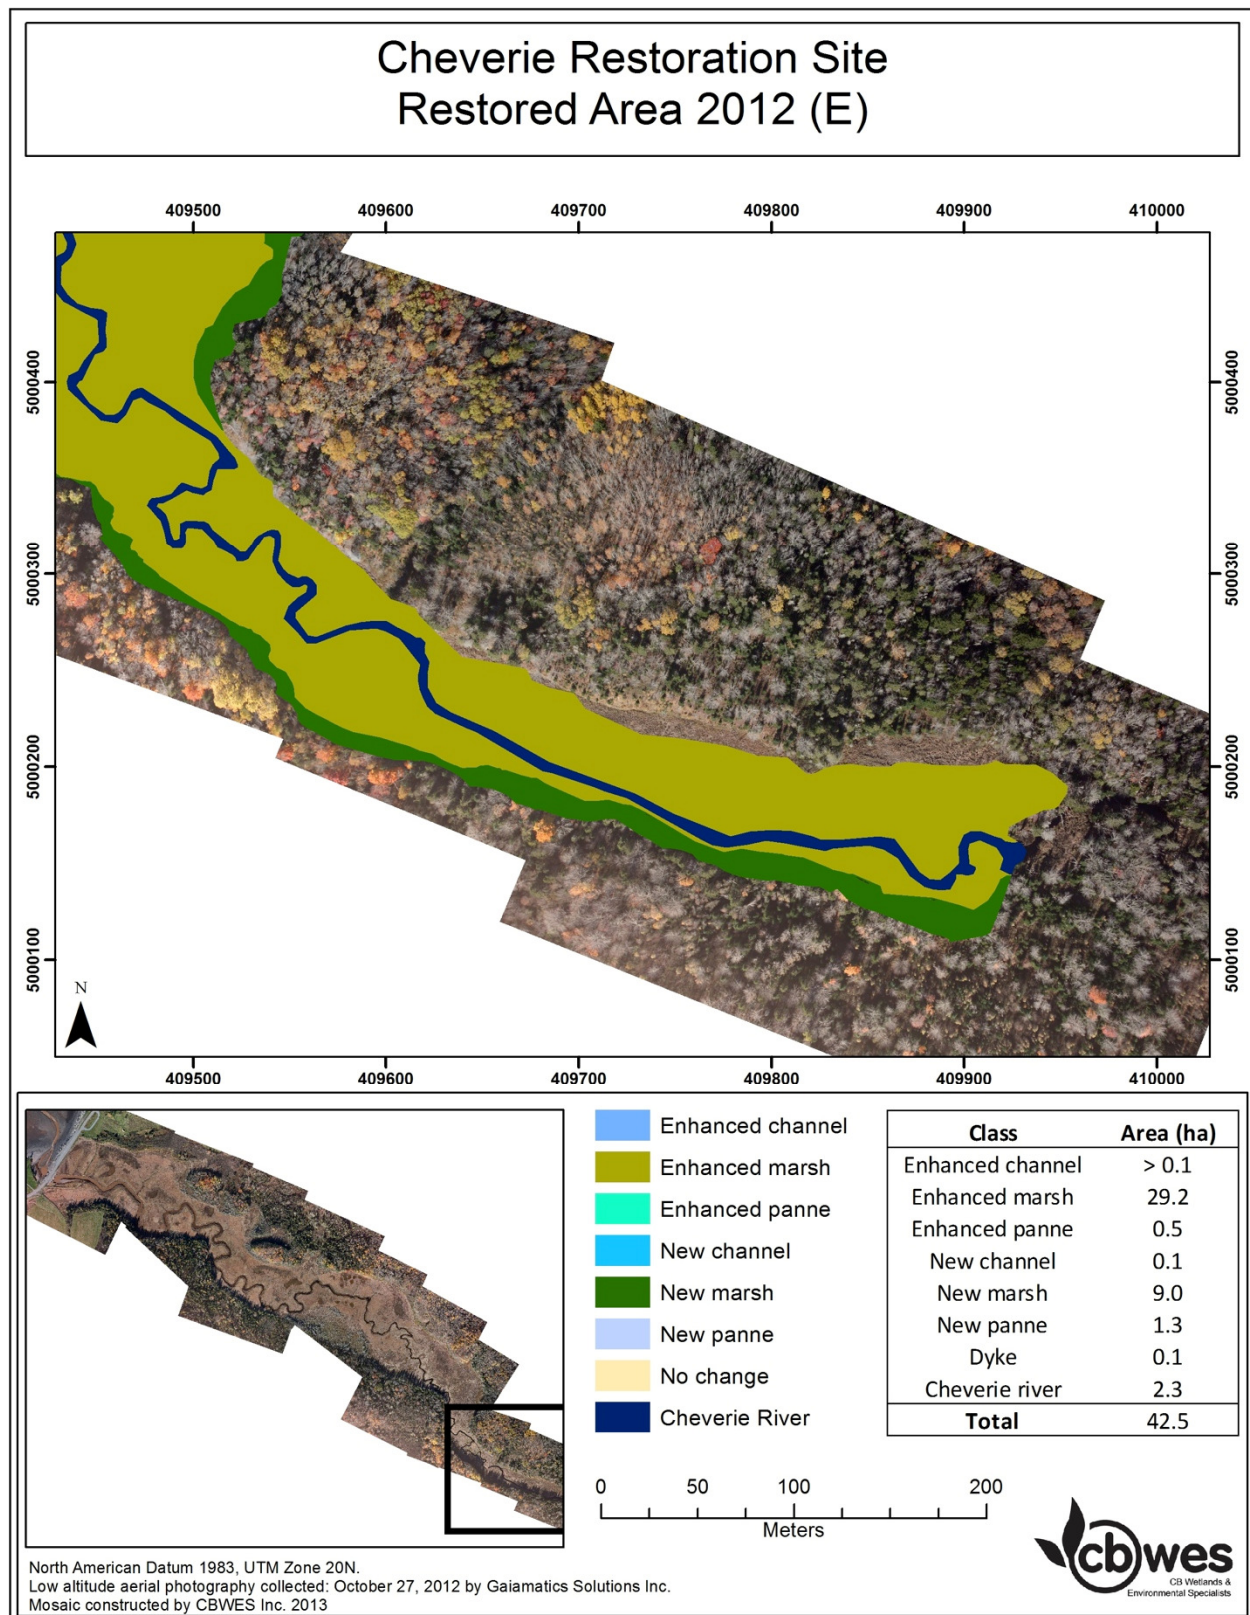 Cheverie Restoration Site
Restored Area 2012 (E)
409500 409600 409700 409800 409900 410000
5000400 5000400
5000300 5000300
5000200 5000200
5000100 5000100
N
409500 409600 409700 409800 409900 410000
Enhanced channel
Enhanced marsh
Enhanced panne
New channel
New marsh
New panne
No change
Cheverie River
Class Area (ha)
Enhanced channel > 0.1
Enhanced marsh 29.2
Enhanced panne 0.5
New channel 0.1
New marsh 9.0
New panne 1.3
Dyke 0.1
Cheverie river 2.3
Total 42.5
0 50 100 200
Meters
cbwes
CB Wetlands &
Environmental Specialists
North American Datum 1983, UTM Zone 20N.
Low altitude aerial photography collected: October 27, 2012 by Gaiamatics Solutions Inc.
Mosaic constructed by CBWES Inc. 2013